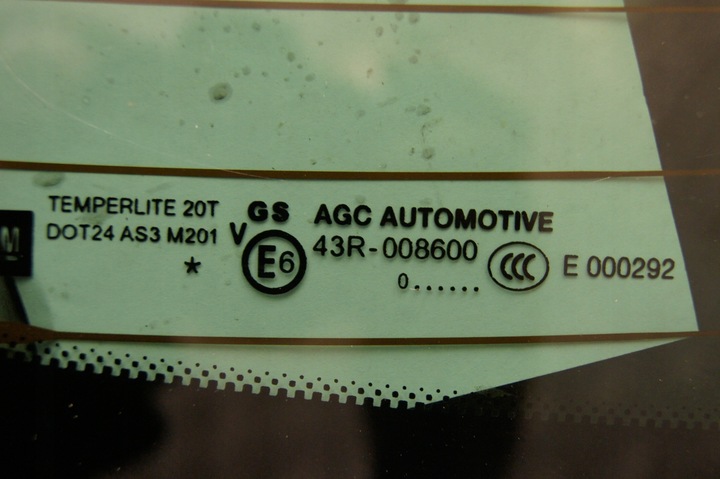 TEMPERLITE 20T GS AGC AUTOMOTIVE
DOT24 AS3 M201 V E6 43R-008600 CCC E 000292
* 0......
M